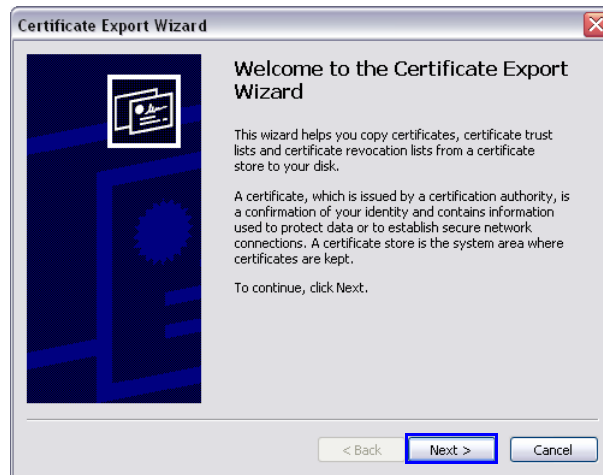 Certificate Export Wizard
Welcome to the Certificate Export
Wizard
This wizard helps you copy certificates, certificate trust
lists and certificate revocation lists from a certificate
store to your disk.
A certificate, which is issued by a certification authority, is
a confirmation of your identity and contains information
used to protect data or to establish secure network
connections. A certificate store is the system area where
certificates are kept.
To continue, click Next.
< Back Next > Cancel